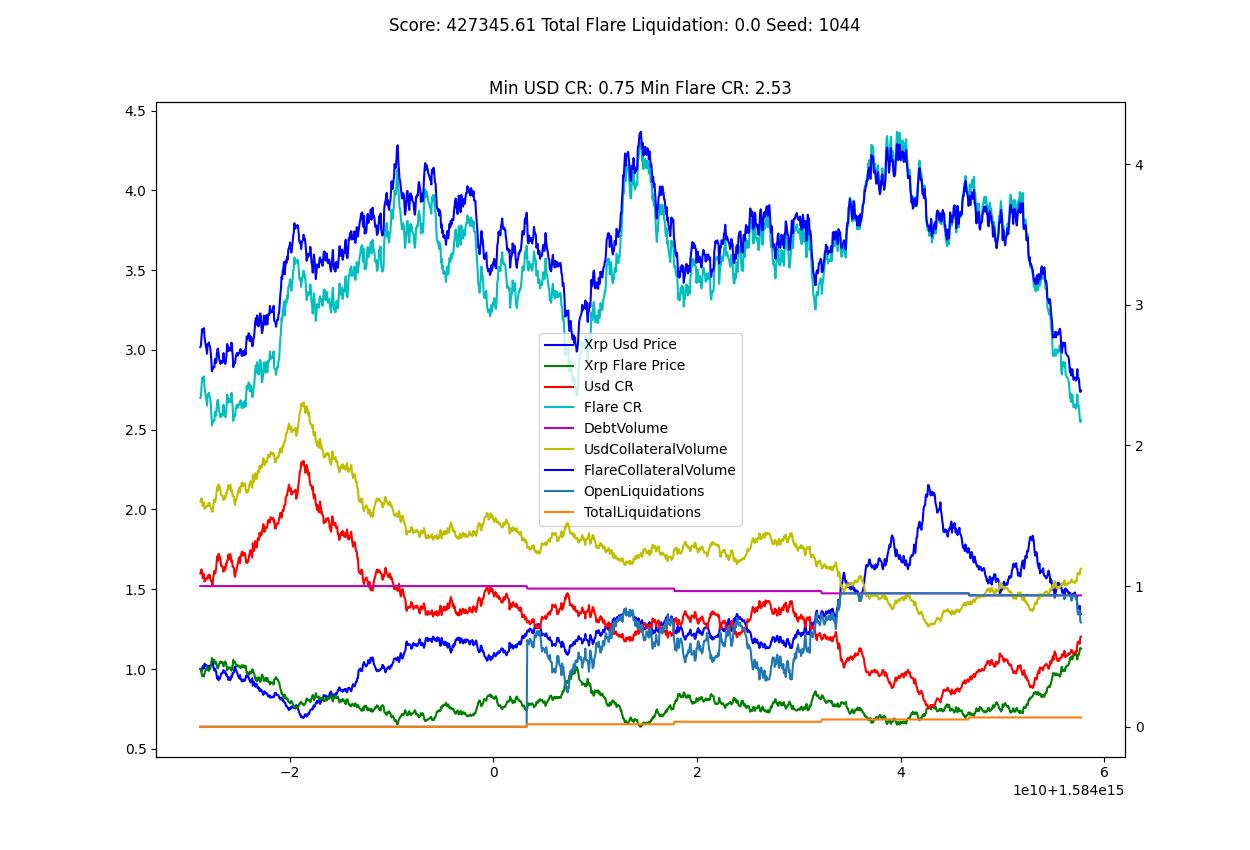 Score: 427345.61 Total Flare Liquidation: 0.0 Seed: 1044
Min USD CR: 0.75 Min Flare CR: 2.53
4.5
4.0
3.5
3.0
2.5
2.0
1.5
1.0
0.5
4
3
2
1
0
Xrp Usd Price
Xrp Flare Price
Usd CR
Flare CR
DebtVolume
UsdCollateralVolume
FlareCollateralVolume
OpenLiquidations
TotalLiquidations
−2 0 2 4 6
1e10+1.584e15